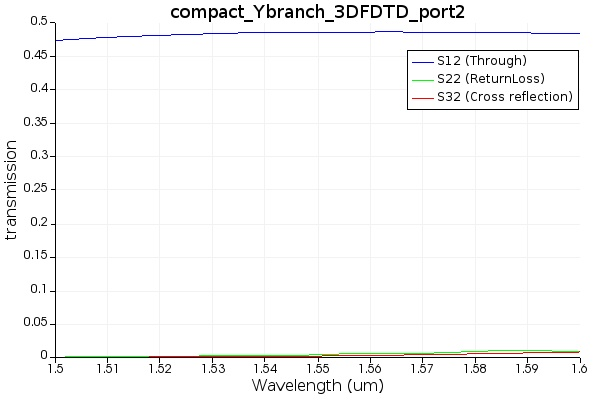 compact_Ybranch_3DFDTD_port2
0.5
0.45
0.4
0.35
0.3
0.25
0.2
0.15
0.1
0.05
0
transmission
S12 (Through)
S22 (ReturnLoss)
S32 (Cross reflection)
1.5 1.51 1.52 1.53 1.54 1.55 1.56 1.57 1.58 1.59 1.6
Wavelength (um)